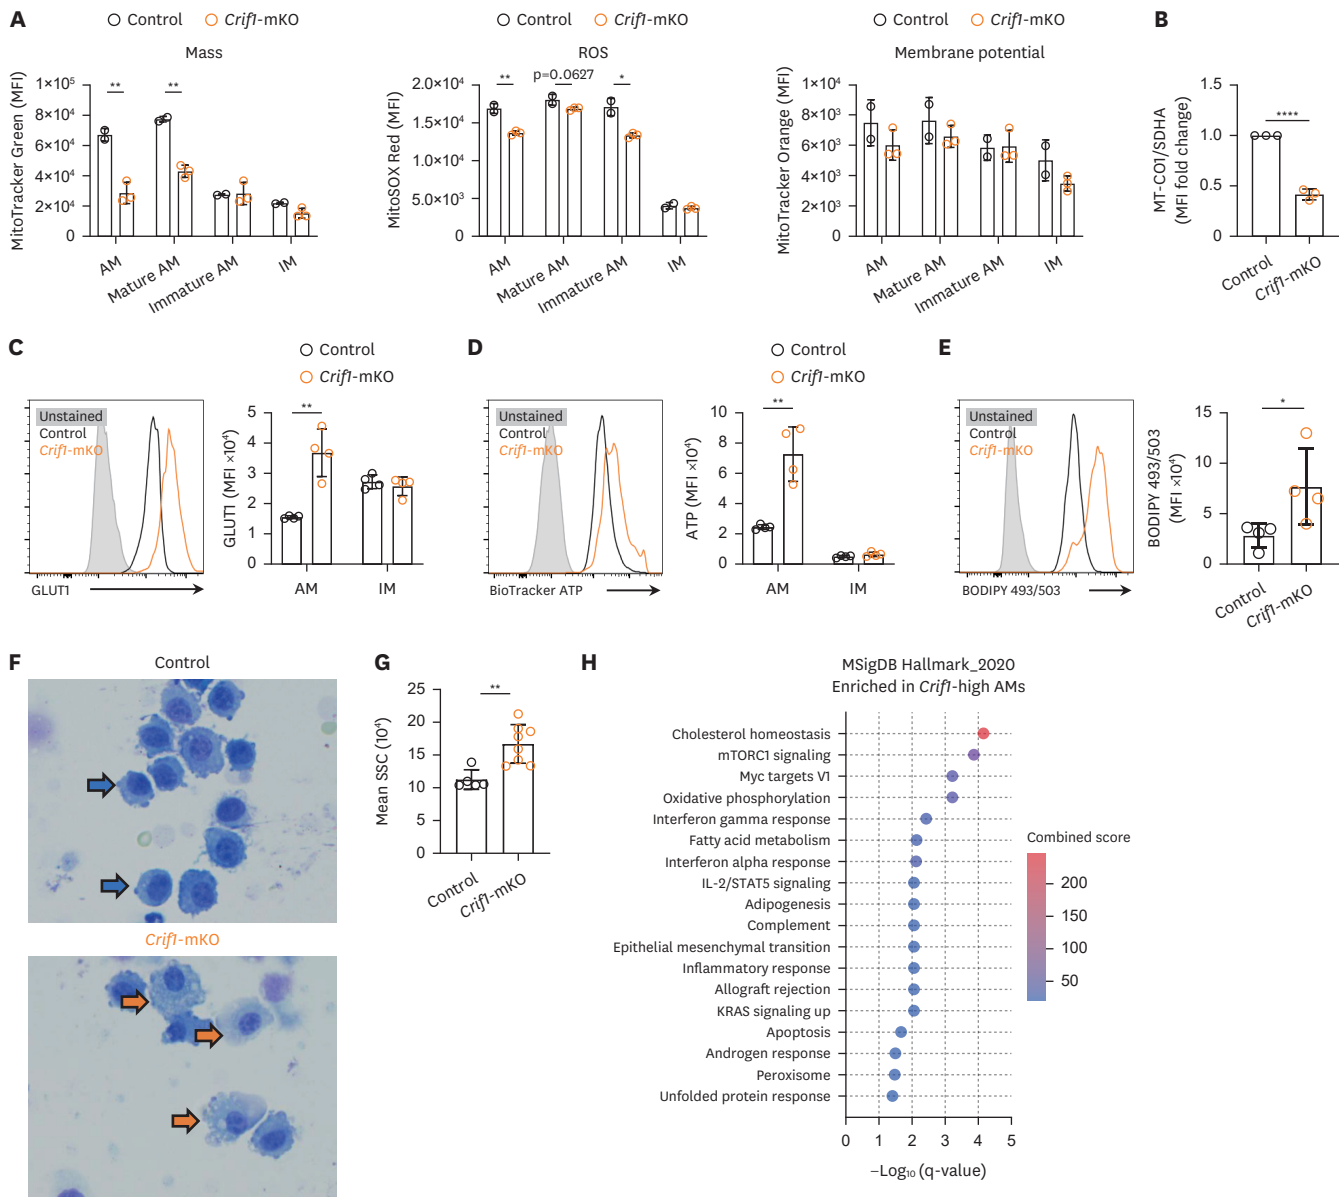 A
Control Crif1-mKO
Mass
MitoTracker Green (MFI)
1×10⁵
8×10⁴
6×10⁴
4×10⁴
2×10⁴
0
** **
AM
Mature AM
Immature AM
IM
Control Crif1-mKO
ROS
MitoSOX Red (MFI)
2.0×10⁴
1.5×10⁴
1.0×10⁴
5.0×10³
0
** p=0.0627 *
AM
Mature AM
Immature AM
IM
Control Crif1-mKO
Membrane potential
MitoTracker Orange (MFI)
1×10⁴
8×10³
6×10³
4×10³
2×10³
0
AM
Mature AM
Immature AM
IM
B
MT-CO1/SDHA
(MFI fold change)
1.5
1.0
0.5
0
****
Control
Crif1-mKO
C
Unstained
Control
Crif1-mKO
GLUT1
Control
Crif1-mKO
GLUT1 (MFI ×10⁴)
5
4
3
2
1
0
**
AM IM
D
Unstained
Control
Crif1-mKO
BioTracker ATP
Control
Crif1-mKO
ATP (MFI ×10⁴)
10
8
6
4
2
0
**
AM IM
E
Unstained
Control
Crif1-mKO
BODIPY 493/503
BODIPY 493/503
(MFI ×10⁴)
15
10
5
0
*
Control
Crif1-mKO
F
Control
Crif1-mKO
G
Mean SSC (10⁴)
25
20
15
10
5
0
**
Control
Crif1-mKO
H
MSigDB Hallmark_2020
Enriched in Crif1-high AMs
Cholesterol homeostasis
mTORC1 signaling
Myc targets V1
Oxidative phosphorylation
Interferon gamma response
Fatty acid metabolism
Interferon alpha response
IL-2/STAT5 signaling
Adipogenesis
Complement
Epithelial mesenchymal transition
Inflammatory response
Allograft rejection
KRAS signaling up
Apoptosis
Androgen response
Peroxisome
Unfolded protein response
0 1 2 3 4 5
−Log₁₀ (q-value)
Combined score
200
150
100
50